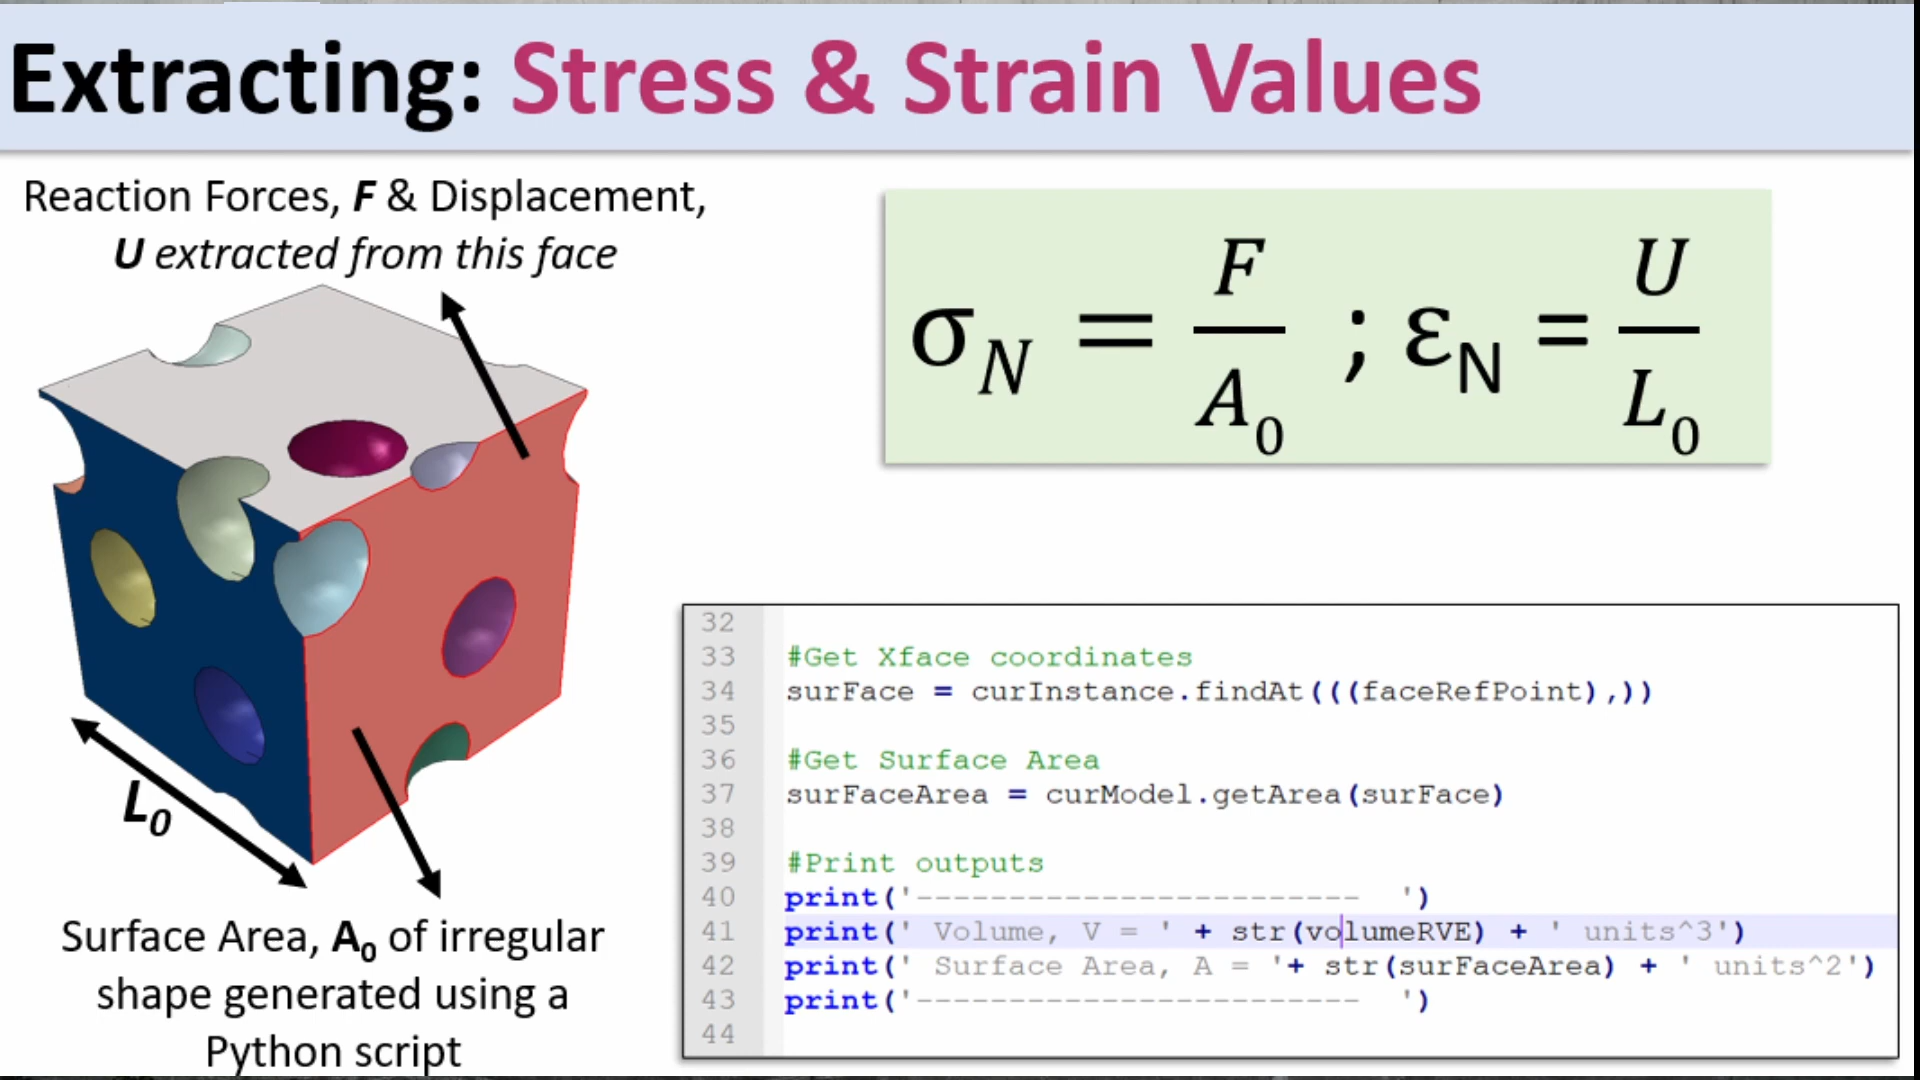 Extracting: Stress & Strain Values
Reaction Forces, F & Displacement,
U extracted from this face
σN = F/A0 ; εN = U/L0
L0
Surface Area, A0 of irregular
shape generated using a
Python script
32
33 #Get Xface coordinates
34 surFace = curInstance.findAt(((faceRefPoint),))
35
36 #Get Surface Area
37 surFaceArea = curModel.getArea(surFace)
38
39 #Print outputs
40 print('------------------------  ')
41 print(' Volume, V = ' + str(volumeRVE) + ' units^3')
42 print(' Surface Area, A = '+ str(surFaceArea) + ' units^2')
43 print('------------------------  ')
44